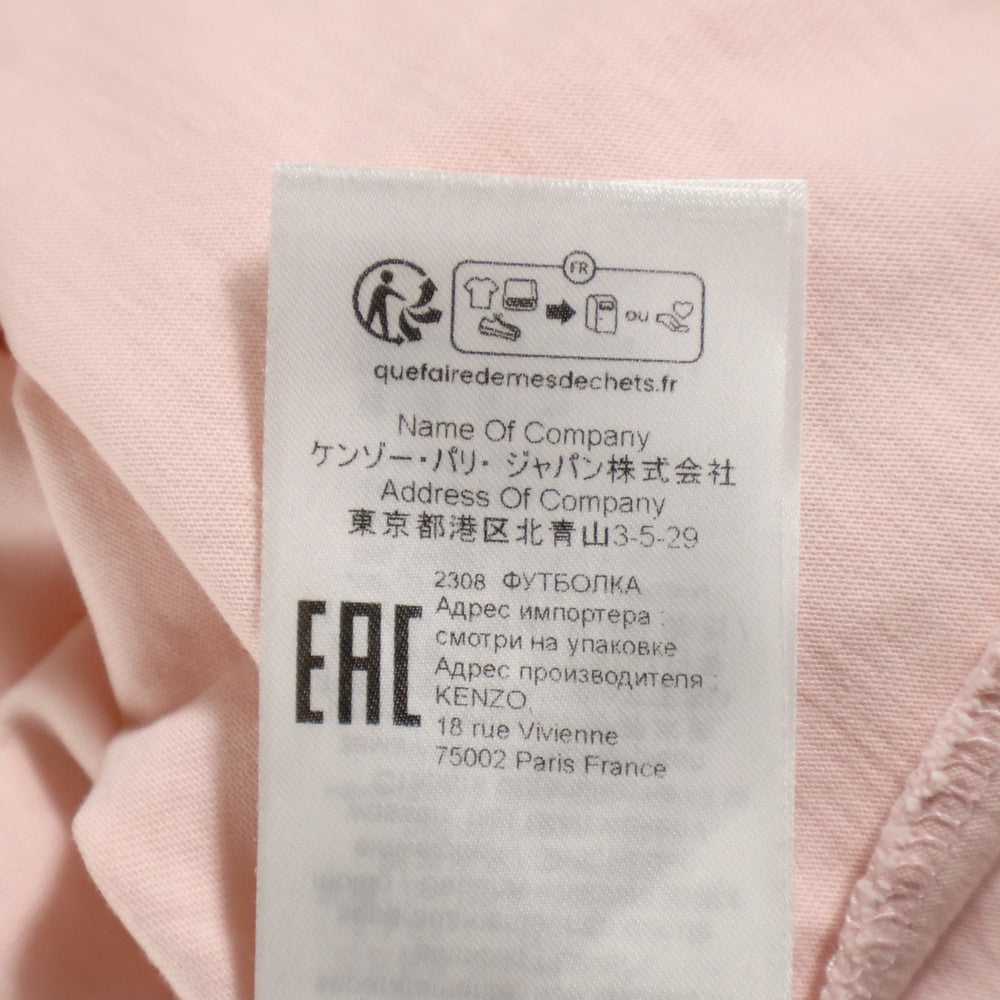 FR
ou
quefairedemesdechets.fr
Name Of Company
ケンゾー・パリ・ジャパン株式会社
Address Of Company
東京都港区北青山3-5-29
EAC
2308 ФУТБОЛКА
Адрес импортера :
смотри на упаковке
Адрес производителя :
KENZO,
18 rue Vivienne
75002 Paris France